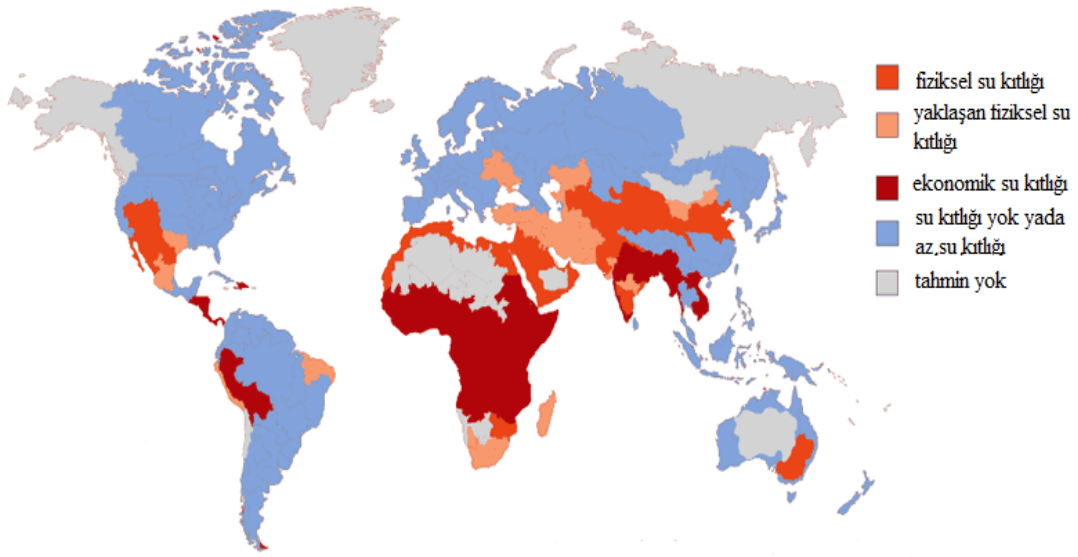 fiziksel su kıtlığı
yaklaşan fiziksel su
kıtlığı
ekonomik su kıtlığı
su kıtlığı yok yada
az,su kıtlığı
tahmin yok